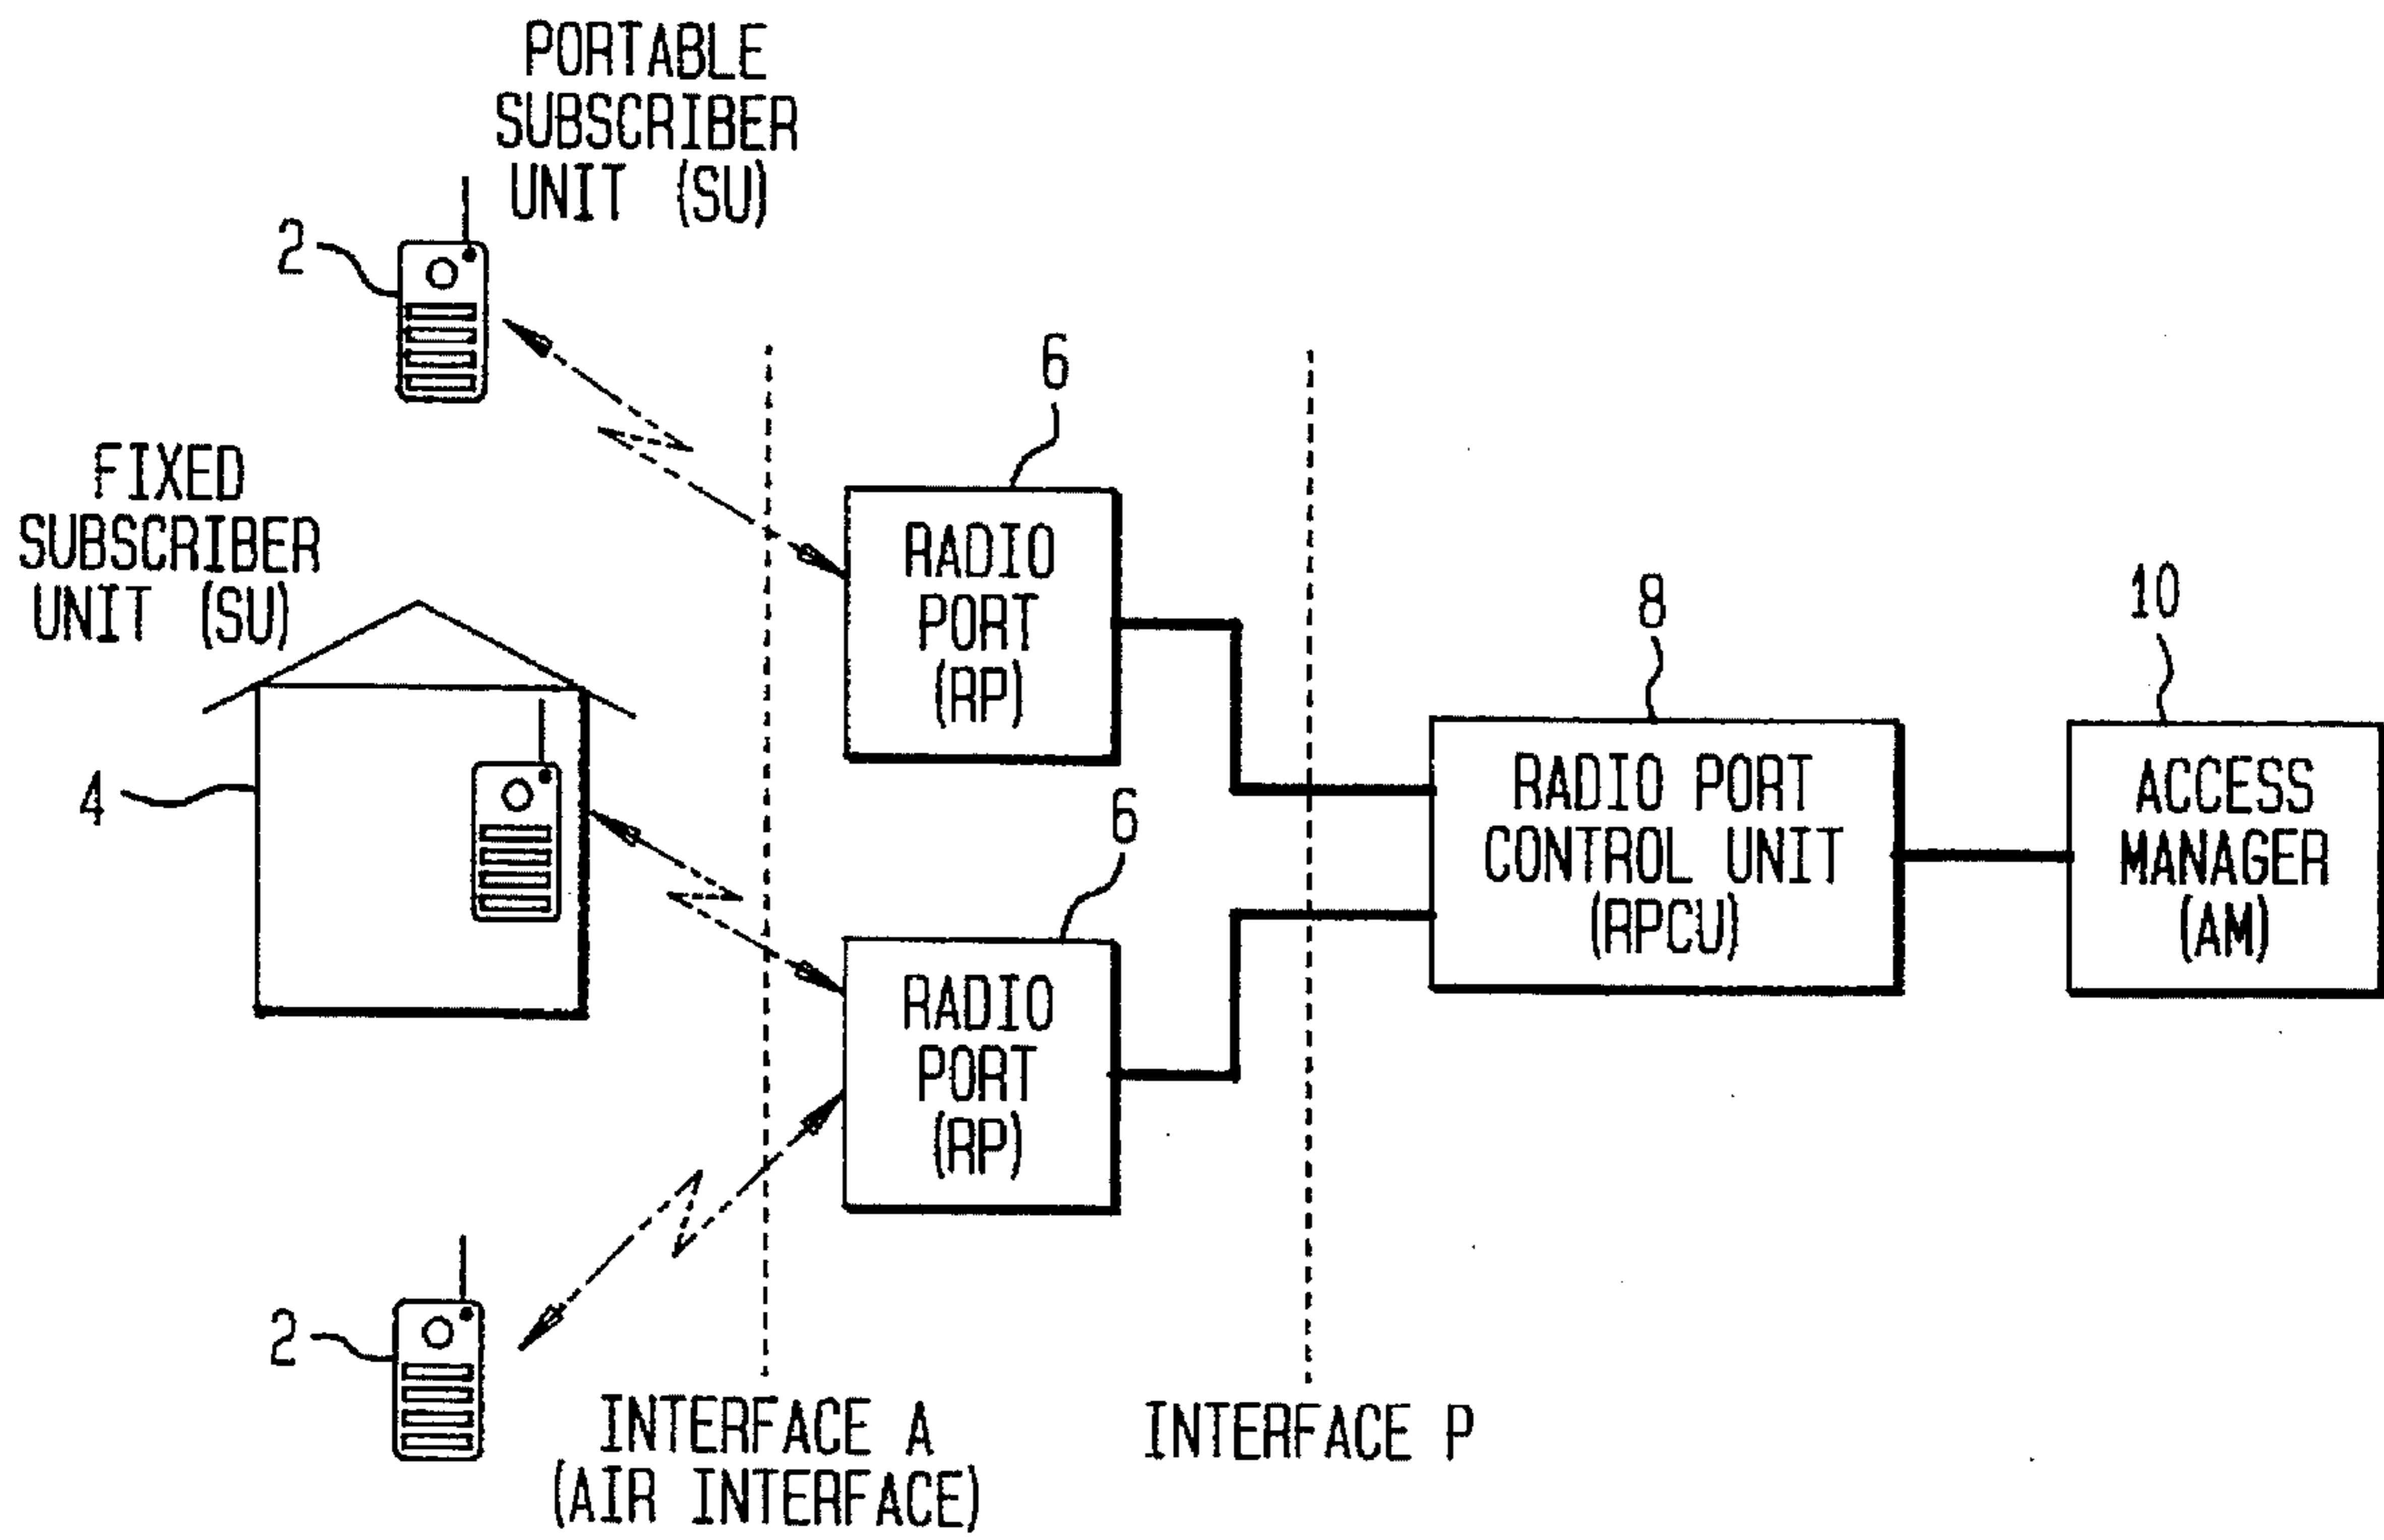 PORTABLE
SUBSCRIBER
UNIT (SU)
2
6
FIXED
SUBSCRIBER
UNIT (SU)
RADIO
PORT
(RP)
8
10
4
6
RADIO PORT
CONTROL UNIT
(RPCU)
ACCESS
MANAGER
(AM)
RADIO
PORT
(RP)
2
INTERFACE A
(AIR INTERFACE)
INTERFACE P